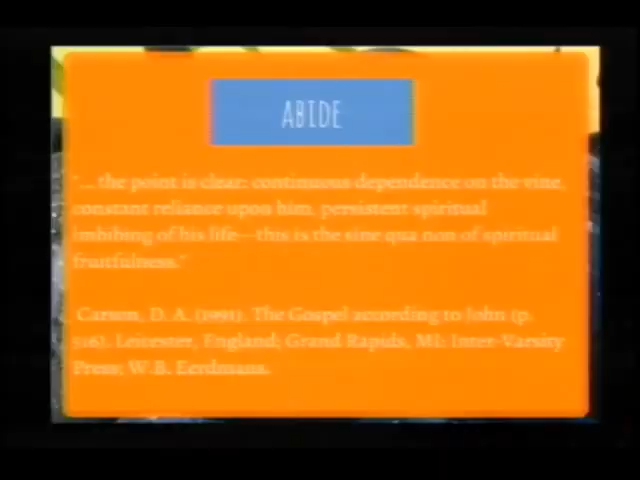 ABIDE
"... the point is clear: continuous dependence on the vine,
constant reliance upon him, persistent spiritual
imbibing of his life—this is the sine qua non of spiritual
fruitfulness."
Carson, D. A. (1991). The Gospel according to John (p.
516). Leicester, England; Grand Rapids, MI: Inter-Varsity
Press; W.B. Eerdmans.